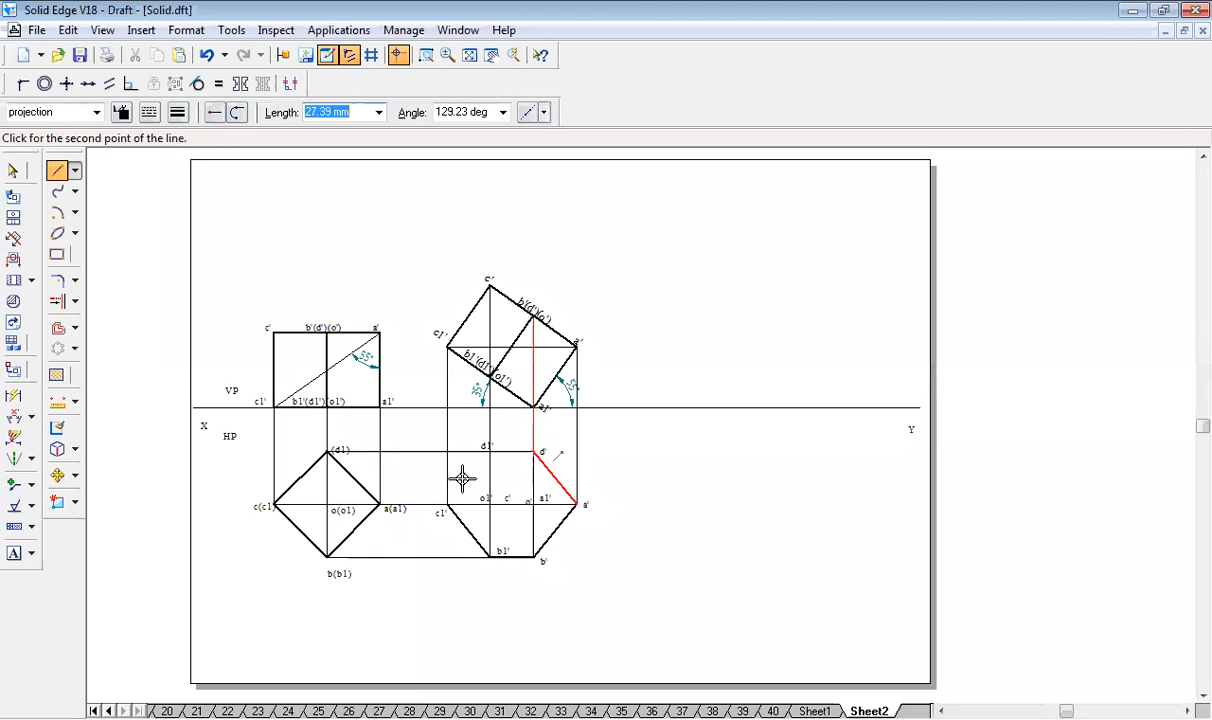 Solid Edge V18 - Draft - [Solid.dft]
File Edit View Insert Format Tools Inspect Applications Manage Window Help
projection Length: 27.39 mm Angle: 129.23 deg
Click for the second point of the line.
c'
b'(d')(o')
c' b'(d')(o') a'
c1' a'
55°
b1'(d1')(o1')
VP 35° 55°
c1' b1'(d1')(o1') a1' a1'
X HP Y
(d1) d1' d'
c(c1) o(o1) a(a1) c1' o1' c' o' a1' a'
b1'
b'
b(b1)
20 21 22 23 24 25 26 27 28 29 30 31 32 33 34 35 36 37 38 39 40 Sheet1 Sheet2